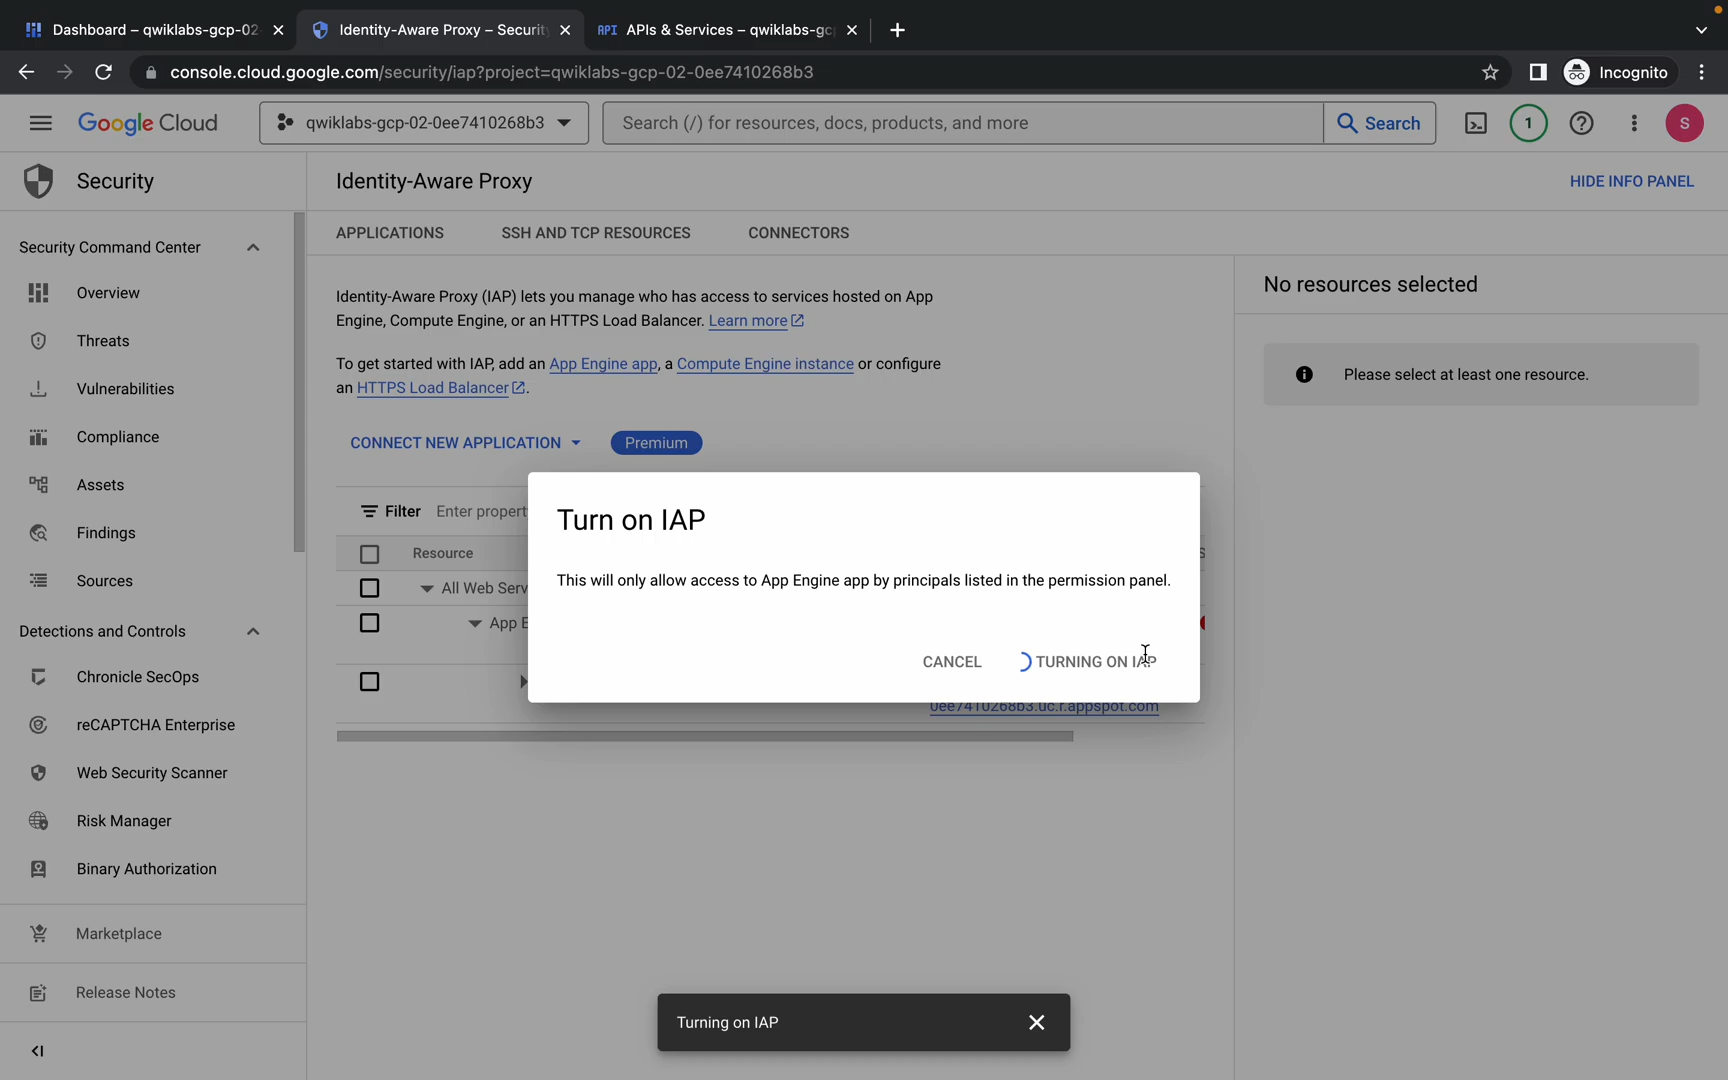 Dashboard – qwiklabs-gcp-02
Identity-Aware Proxy – Securit
API APIs & Services – qwiklabs-gc
console.cloud.google.com/security/iap?project=qwiklabs-gcp-02-0ee7410268b3
Incognito
Google Cloud
qwiklabs-gcp-02-0ee7410268b3
Search (/) for resources, docs, products, and more
Search
1
S
Security
Identity-Aware Proxy
HIDE INFO PANEL
APPLICATIONS
SSH AND TCP RESOURCES
CONNECTORS
Security Command Center
Overview
Threats
Vulnerabilities
Compliance
Assets
Findings
Sources
Detections and Controls
Chronicle SecOps
reCAPTCHA Enterprise
Web Security Scanner
Risk Manager
Binary Authorization
Marketplace
Release Notes
Identity-Aware Proxy (IAP) lets you manage who has access to services hosted on App
Engine, Compute Engine, or an HTTPS Load Balancer. Learn more
To get started with IAP, add an App Engine app, a Compute Engine instance or configure
an HTTPS Load Balancer.
CONNECT NEW APPLICATION
Premium
Filter Enter propert
Resource
All Web Serv
App E
0ee7410268b3.uc.r.appspot.com
No resources selected
Please select at least one resource.
Turn on IAP
This will only allow access to App Engine app by principals listed in the permission panel.
CANCEL
TURNING ON IAP
Turning on IAP